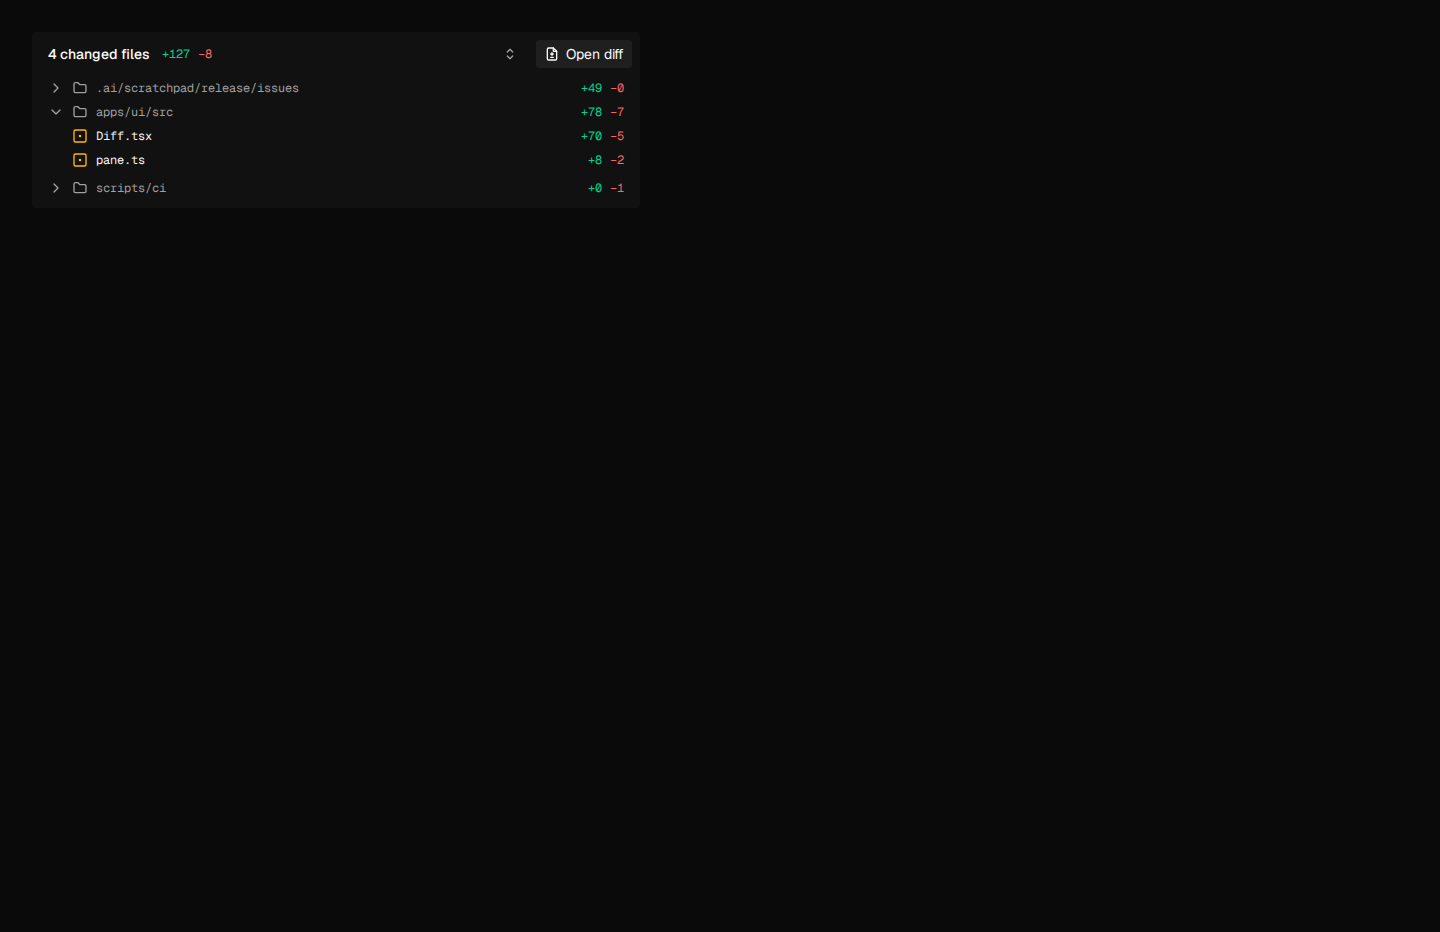 4 changed files +127 −8 Open diff
.ai/scratchpad/release/issues +49 −0
apps/ui/src +78 −7
Diff.tsx +70 −5
pane.ts +8 −2
scripts/ci +0 −1